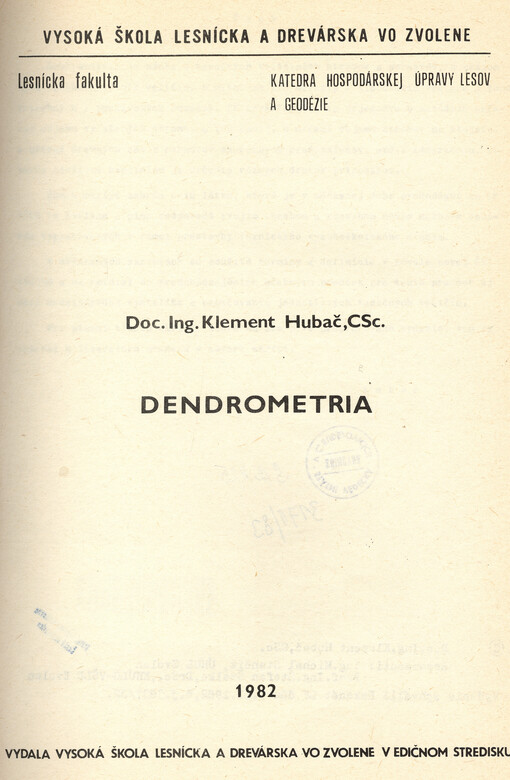 VYSOKÁ ŠKOLA LESNÍCKA A DREVÁRSKA VO ZVOLENE
Lesnícka fakulta
KATEDRA HOSPODÁRSKEJ ÚPRAVY LESOV
A GEODÉZIE
Doc. Ing. Klement Hubač, CSc.
DENDROMETRIA
1982
VYDALA VYSOKÁ ŠKOLA LESNÍCKA A DREVÁRSKA VO ZVOLENE V EDIČNOM STREDISKU